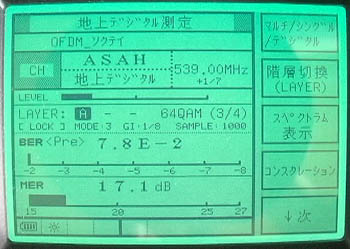 地上ﾃﾞｼﾞﾀﾙ測定
OFDM_ｿｸﾃｲ
CH
ASAH
地上ﾃﾞｼﾞﾀﾙ
539.00MHz
+1/7
LEVEL
LAYER: A - - 64QAM (3/4)
[ LOCK ] MODE:3 GI:1/8 SAMPLE:1000
BER <Pre> 7.8E-2
-2 -3 -4 -5 -6 -7 -8
MER 17.1 dB
15 20 25 27
ﾏﾙﾁ/ｼﾝｸﾞﾙ
/ﾃﾞｼﾞﾀﾙ
階層切換
(LAYER)
ｽﾍﾟｸﾄﾗﾑ
表示
ｺﾝｽﾀﾚｰｼｮﾝ
↓次